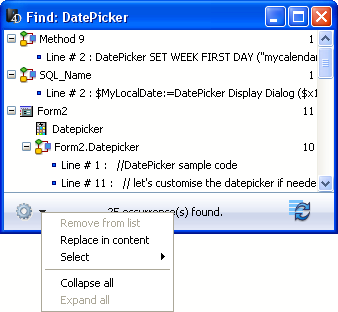 Find: DatePicker
Method 9 1
Line # 2 : DatePicker SET WEEK FIRST DAY ("mycalendar
SQL_Name 1
Line # 2 : $MyLocalDate:=DatePicker Display Dialog ($x1
Form2 11
Datepicker
Form2.Datepicker 10
Line # 1 : //DatePicker sample code
Line # 11 : // let's customise the datepicker if neede
25 occurrence(s) found.
Remove from list
Replace in content
Select
Collapse all
Expand all